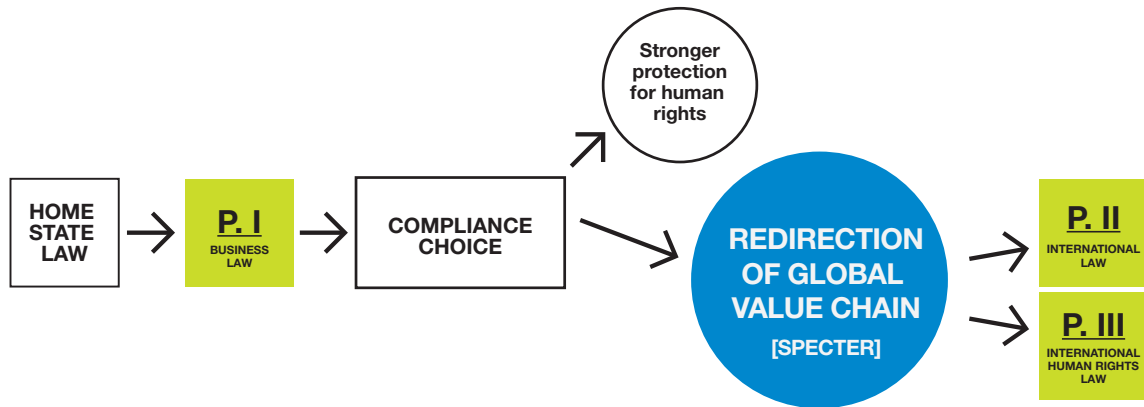 HOME
STATE
LAW
P. I
BUSINESS
LAW
COMPLIANCE
CHOICE
Stronger
protection
for human
rights
REDIRECTION
OF GLOBAL
VALUE CHAIN
[SPECTER]
P. II
INTERNATIONAL
LAW
P. III
INTERNATIONAL
HUMAN RIGHTS
LAW